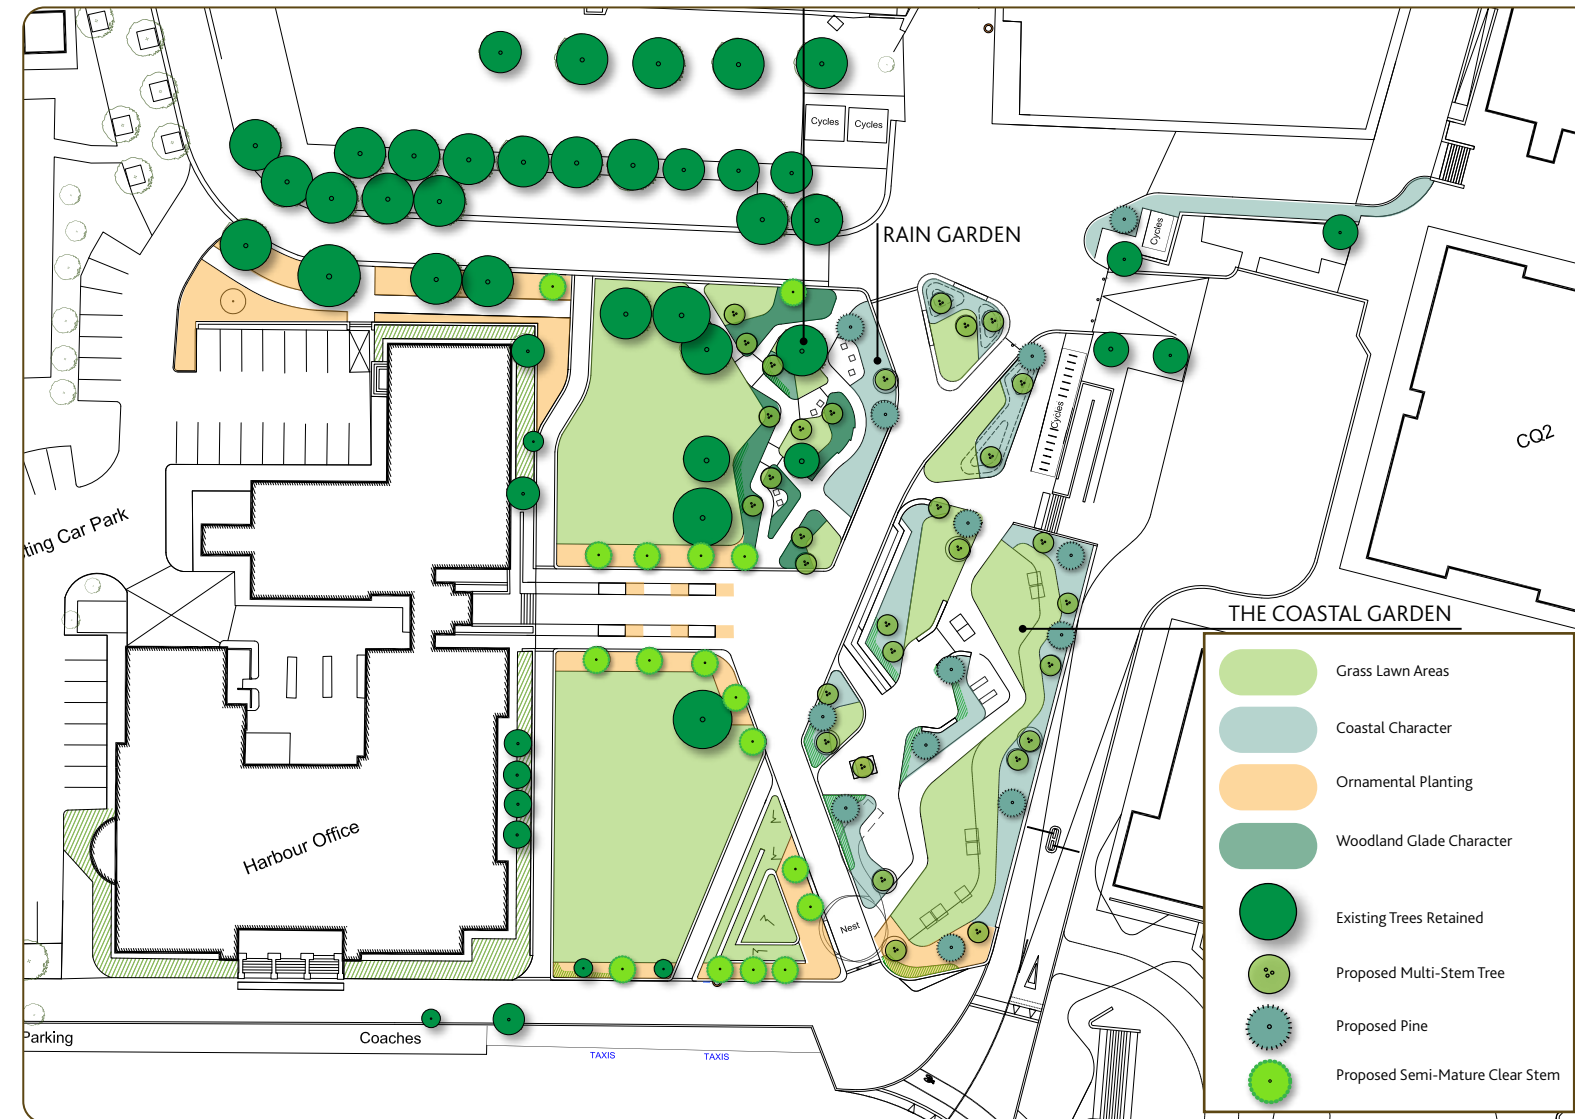 Cycles
Cycles
RAIN GARDEN
Cycles
Cycles
CQ2
ting Car Park
THE COASTAL GARDEN
Grass Lawn Areas
Coastal Character
Ornamental Planting
Woodland Glade Character
Existing Trees Retained
Proposed Multi-Stem Tree
Proposed Pine
Proposed Semi-Mature Clear Stem
Harbour Office
Nest
Parking
Coaches
TAXIS
TAXIS